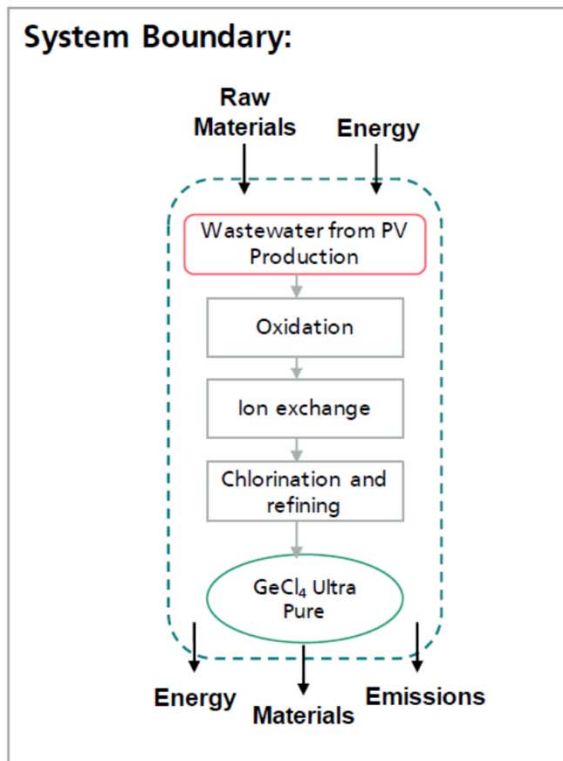 System Boundary:
Raw
Materials
Energy
Wastewater from PV
Production
Oxidation
Ion exchange
Chlorination and
refining
GeCl₄ Ultra
Pure
Energy
Materials
Emissions